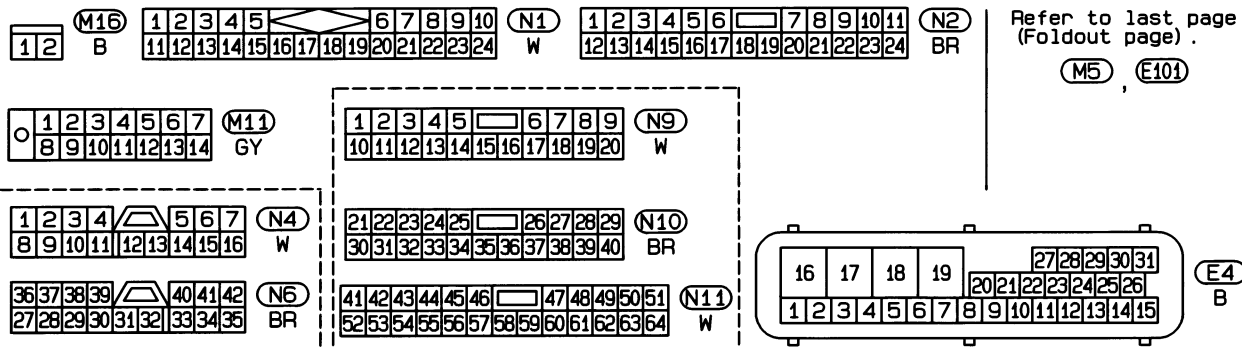 1 2
M16
B
1 2 3 4 5 6 7 8 9 10
11 12 13 14 15 16 17 18 19 20 21 22 23 24
N1
W
1 2 3 4 5 6 7 8 9 10 11
12 13 14 15 16 17 18 19 20 21 22 23 24
N2
BR
Refer to last page
(Foldout page) .
M5 , E101
1 2 3 4 5 6 7
8 9 10 11 12 13 14
M11
GY
1 2 3 4 5 6 7 8 9
10 11 12 13 14 15 16 17 18 19 20
N9
W
1 2 3 4 5 6 7
8 9 10 11 12 13 14 15 16
N4
W
21 22 23 24 25 26 27 28 29
30 31 32 33 34 35 36 37 38 39 40
N10
BR
36 37 38 39 40 41 42
27 28 29 30 31 32 33 34 35
N6
BR
41 42 43 44 45 46 47 48 49 50 51
52 53 54 55 56 57 58 59 60 61 62 63 64
N11
W
16 17 18 19
27 28 29 30 31
20 21 22 23 24 25 26
1 2 3 4 5 6 7 8 9 10 11 12 13 14 15
E4
B